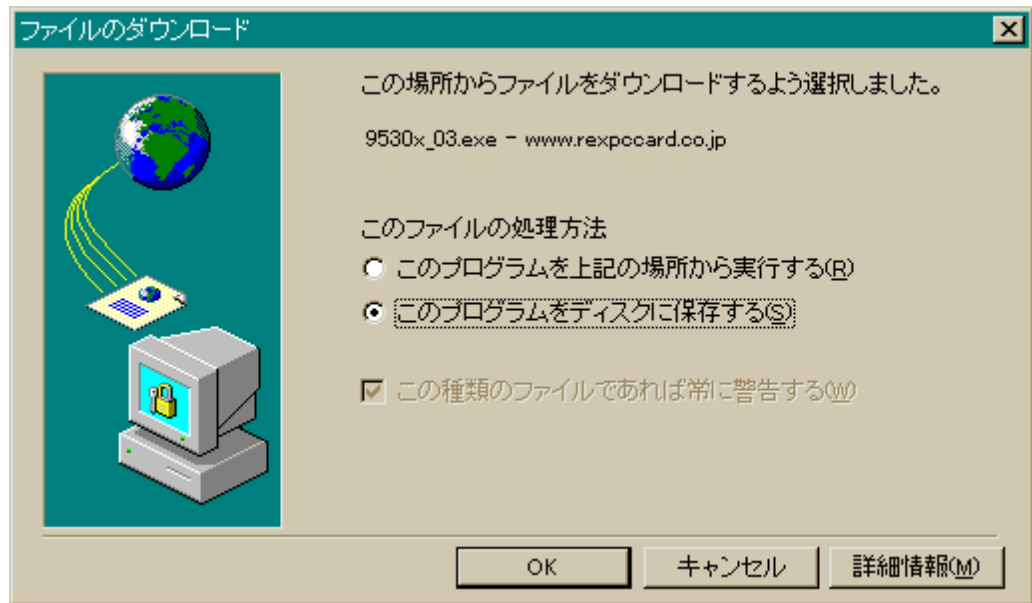 ファイルのダウンロード
この場所からファイルをダウンロードするよう選択しました。
9530x_03.exe - www.rexpccard.co.jp
このファイルの処理方法
このプログラムを上記の場所から実行する(R)
このプログラムをディスクに保存する(S)
この種類のファイルであれば常に警告する(W)
OK
キャンセル
詳細情報(M)